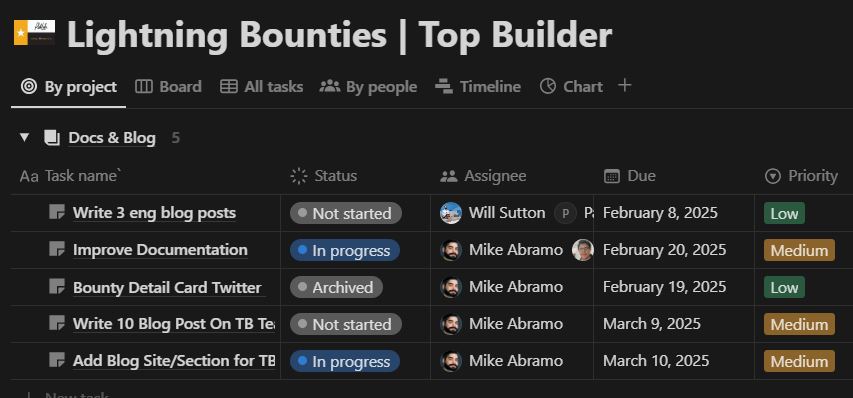 Lightning Bounties | Top Builder
By project Board All tasks By people Timeline Chart +
Docs & Blog 5
Aa Task name` Status Assignee Due Priority
Write 3 eng blog posts Not started Will Sutton P Pa February 8, 2025 Low
Improve Documentation In progress Mike Abramo February 20, 2025 Medium
Bounty Detail Card Twitter Archived Mike Abramo February 19, 2025 Low
Write 10 Blog Post On TB Tea Not started Mike Abramo March 9, 2025 Medium
Add Blog Site/Section for TB In progress Mike Abramo March 10, 2025 Medium
New task